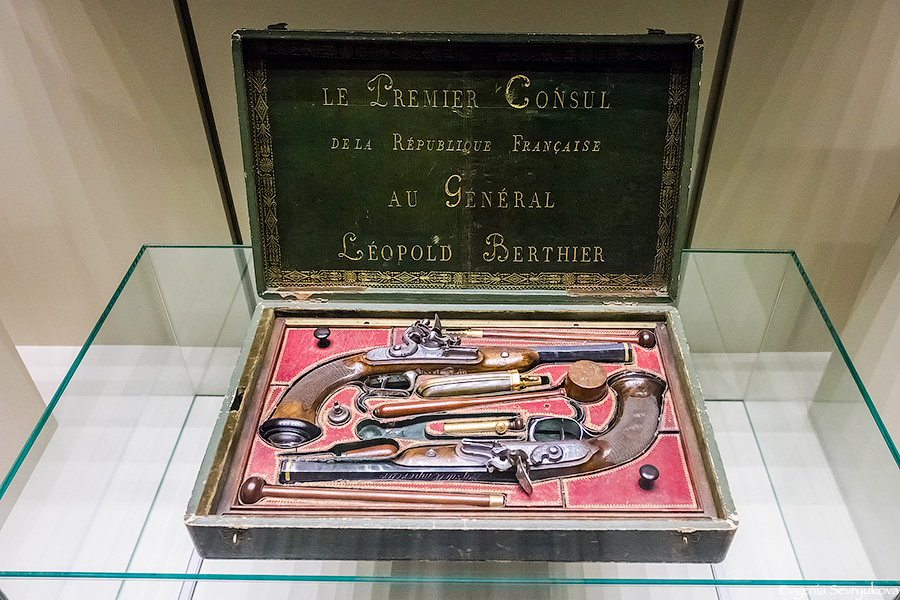 LE PREMIER CONSUL
DE LA RÉPUBLIQUE FRANÇAISE
AU GÉNÉRAL
LÉOPOLD BERTHIER
Evgenia Sevryukova